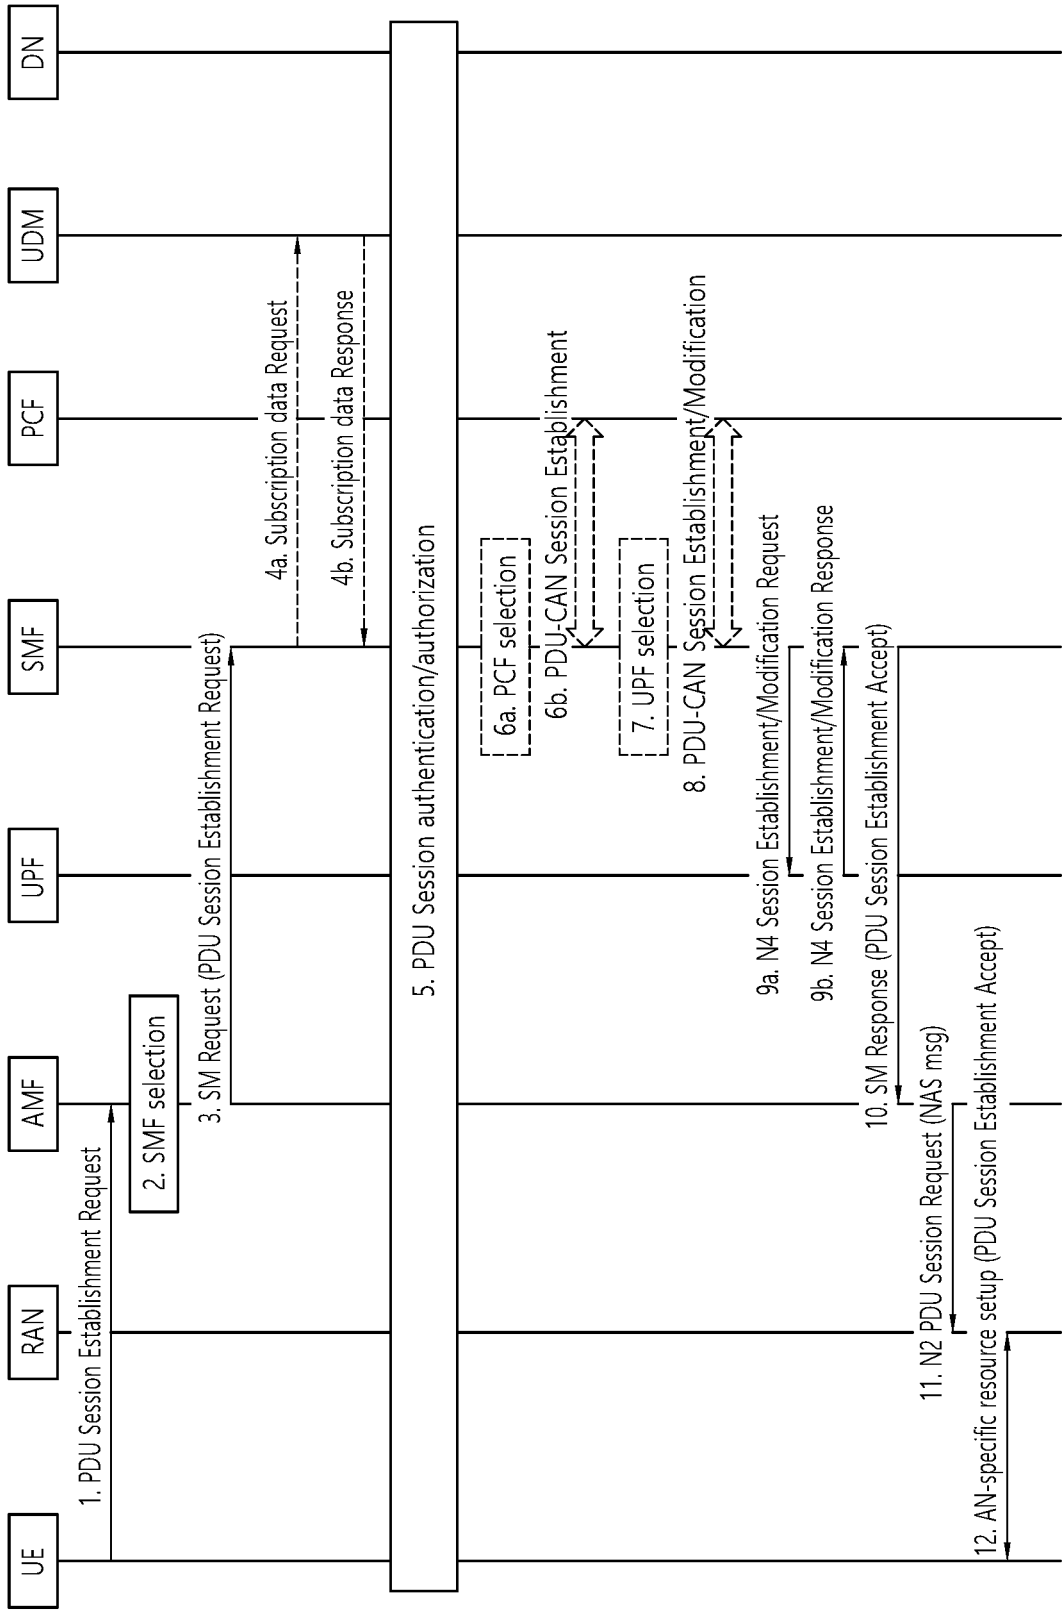 UE
RAN
AMF
UPF
SMF
PCF
UDM
DN
1. PDU Session Establishment Request
2. SMF selection
3. SM Request (PDU Session Establishment Request)
4a. Subscription data Request
4b. Subscription data Response
5. PDU Session authentication/authorization
6a. PCF selection
6b. PDU-CAN Session Establishment
7. UPF selection
8. PDU-CAN Session Establishment/Modification
9a. N4 Session Establishment/Modification Request
9b. N4 Session Establishment/Modification Response
10. SM Response (PDU Session Establishment Accept)
11. N2 PDU Session Request (NAS msg)
12. AN-specific resource setup (PDU Session Establishment Accept)